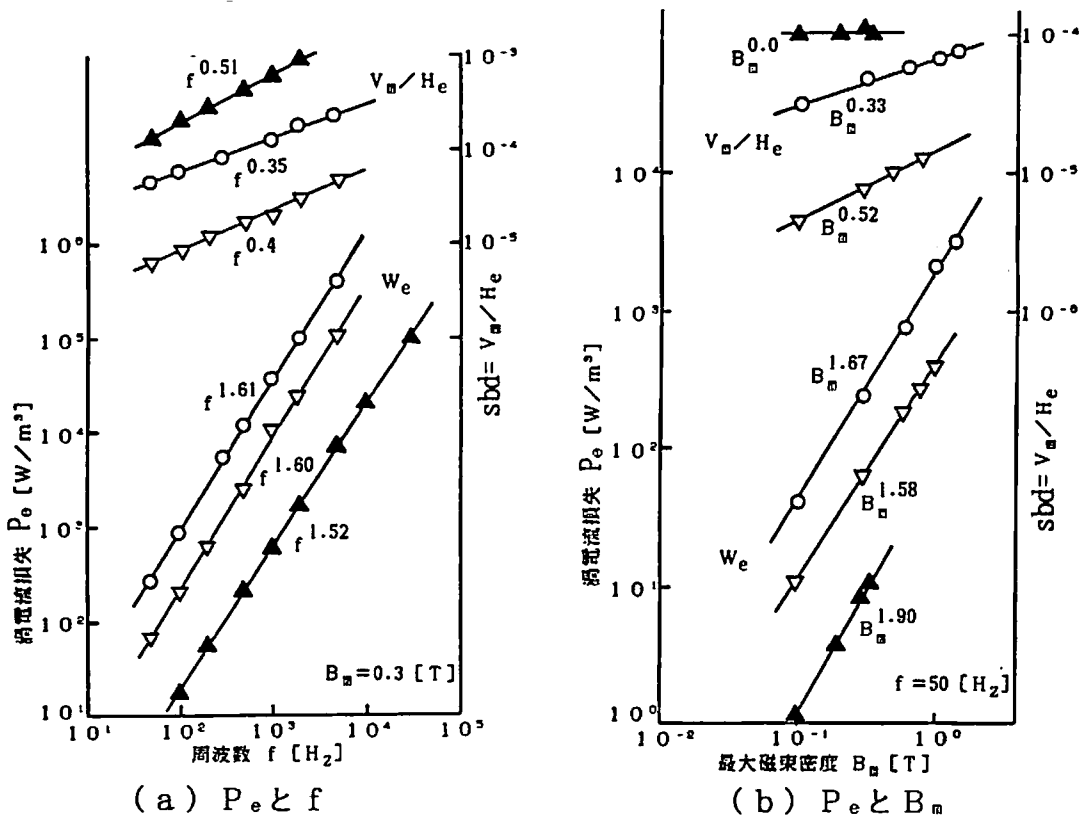 f^0.51
V_m/H_e
f^0.35
f^0.4
W_e
f^1.61
f^1.60
f^1.52
B_m=0.3 [T]
10^6
10^5
10^4
10^3
10^2
10^1
渦電流損失 P_e [W/m³]
10^-3
10^-4
10^-5
sbd=V_m/H_e
10^1 10^2 10^3 10^4 10^5
周波数 f [H_Z]
(a) P_eとf
B_m^0.0
B_m^0.33
V_m/H_e
B_m^0.52
B_m^1.67
B_m^1.58
W_e
B_m^1.90
f=50 [H_Z]
10^4
10^3
10^2
10^1
10^0
渦電流損失 P_e [W/m³]
10^-4
10^-5
10^-6
sbd=V_m/H_e
10^-2 10^-1 10^0
最大磁束密度 B_m [T]
(b) P_eとB_m